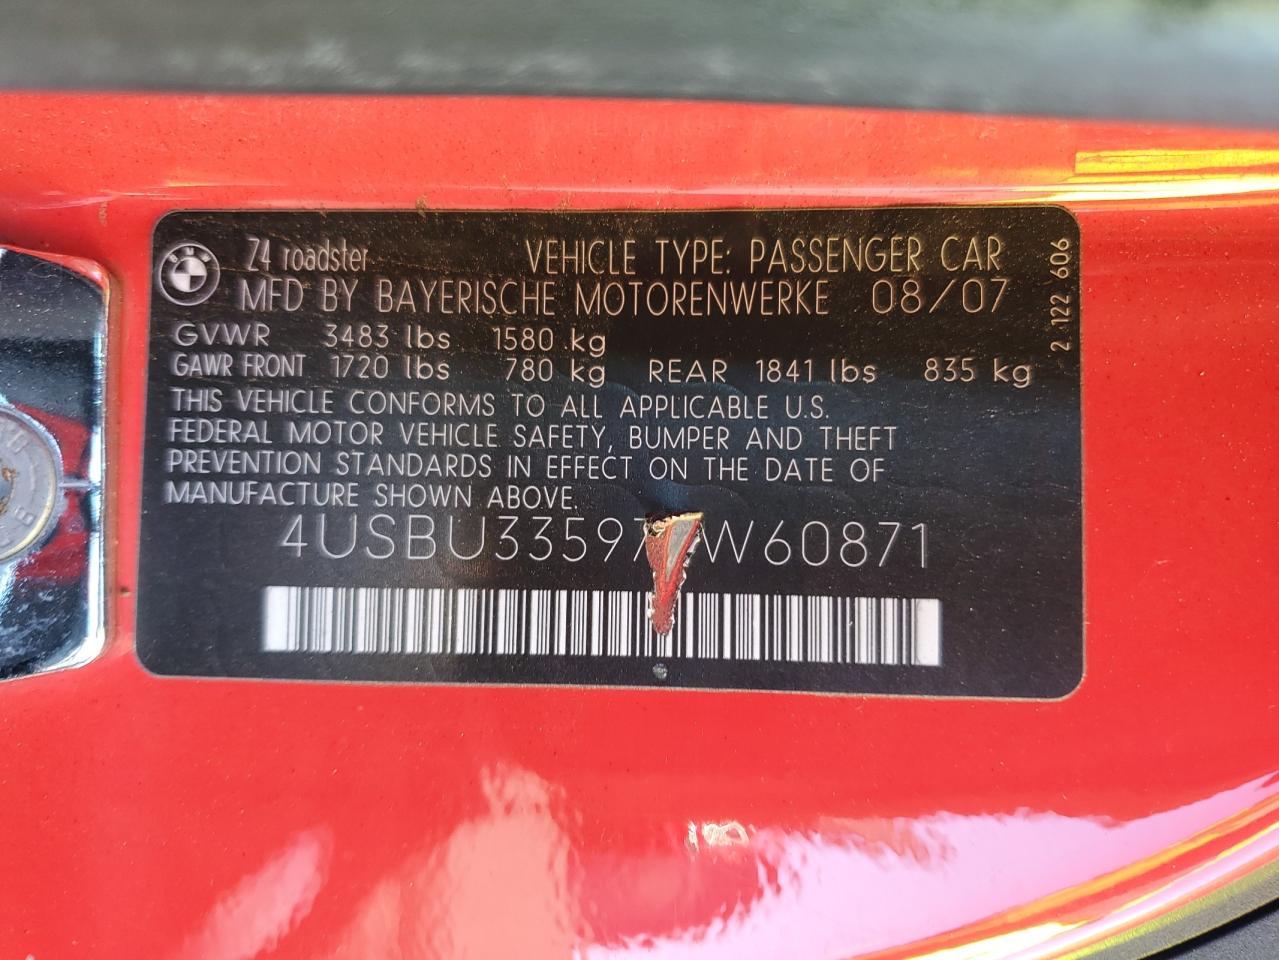 Z4 roadster VEHICLE TYPE: PASSENGER CAR
MFD BY BAYERISCHE MOTORENWERKE 08/07
GVWR 3483 lbs 1580 kg
GAWR FRONT 1720 lbs 780 kg REAR 1841 lbs 835 kg
THIS VEHICLE CONFORMS TO ALL APPLICABLE U.S.
FEDERAL MOTOR VEHICLE SAFETY, BUMPER AND THEFT
PREVENTION STANDARDS IN EFFECT ON THE DATE OF
MANUFACTURE SHOWN ABOVE.
2 122 606